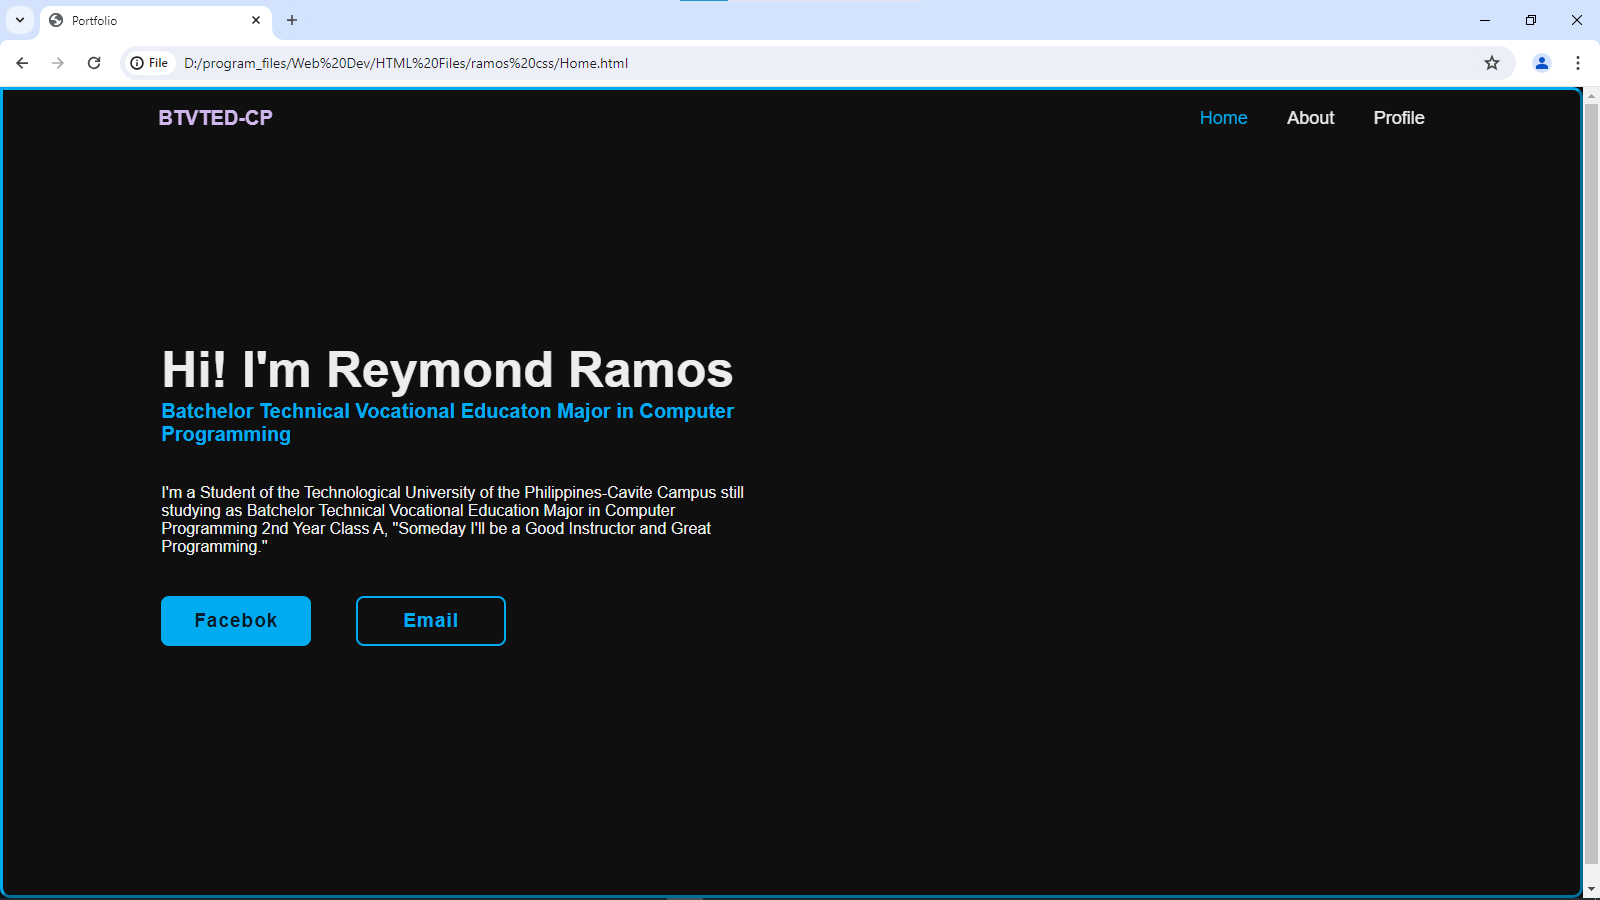 Portfolio
File
D:/program_files/Web%20Dev/HTML%20Files/ramos%20css/Home.html
BTVTED-CP
Home
About
Profile
Hi! I'm Reymond Ramos
Batchelor Technical Vocational Educaton Major in Computer
Programming
I'm a Student of the Technological University of the Philippines-Cavite Campus still
studying as Batchelor Technical Vocational Education Major in Computer
Programming 2nd Year Class A, "Someday I'll be a Good Instructor and Great
Programming."
Facebok
Email